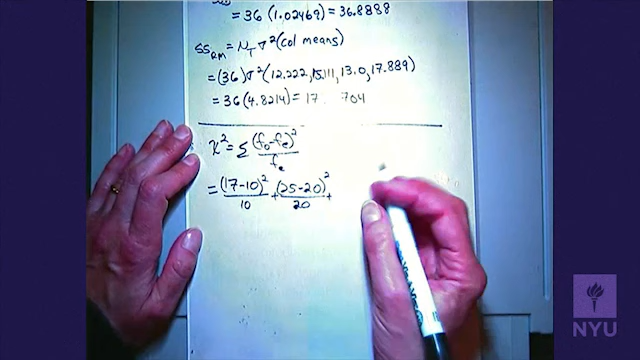 = 36 (1.02469) = 36.8888
SS_RM = N_T σ² (col means)
= (36) σ² (12.222, 15.111, 13.0, 17.889)
= 36 (4.8214) = 17 704
χ² = Σ (f_o - f_e)² / f_e
= (17-10)² / 10 + (25-20)² / 20 +
NYU